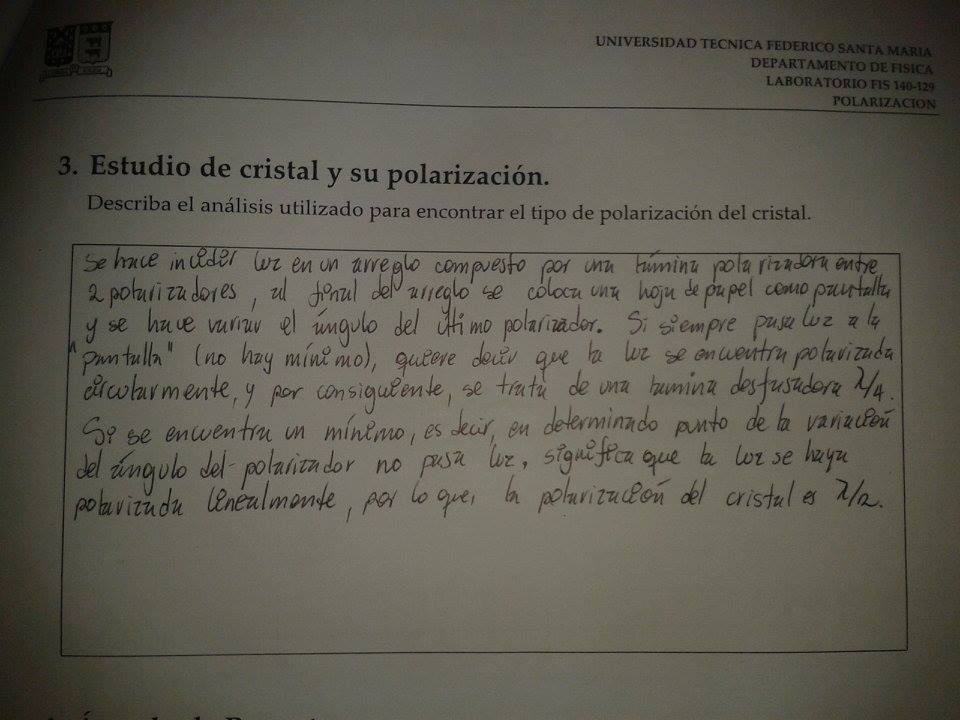 UNIVERSIDAD TECNICA FEDERICO SANTA MARIA
DEPARTAMENTO DE FISICA
LABORATORIO FIS 140-129
POLARIZACION
3. Estudio de cristal y su polarización.
Describa el análisis utilizado para encontrar el tipo de polarización del cristal.
Se hace incidir luz en un arreglo compuesto por una lámina polarizadora entre
2 polarizadores, al final del arreglo se coloca una hoja de papel como pantalla
y se hace variar el ángulo del último polarizador. Si siempre pasa luz a la
"pantalla" (no hay mínimo), quiere decir que la luz se encuentra polarizada
circularmente, y por consiguiente, se trata de una lamina desfasadora λ/4.
Si se encuentra un mínimo, es decir, en determinado punto de la variación
del ángulo del polarizador no pasa luz, significa que la luz se haya
polarizada linealmente, por lo que, la polarización del cristal es λ/2.